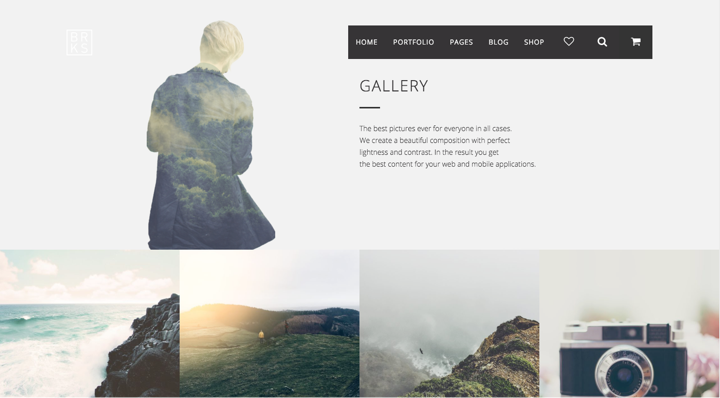 BR
KS
HOME PORTFOLIO PAGES BLOG SHOP
GALLERY
The best pictures ever for everyone in all cases.
We create a beautiful composition with perfect
lightness and contrast. In the result you get
the best content for your web and mobile applications.